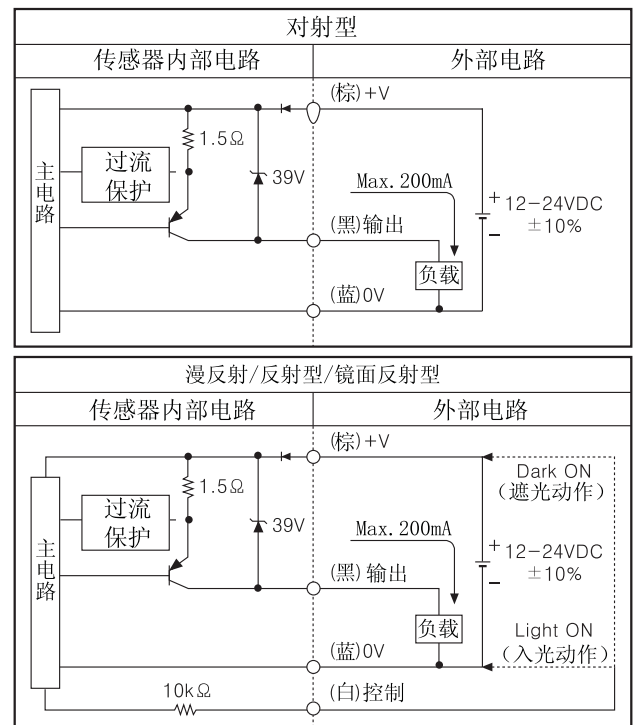 对射型
传感器内部电路
外部电路
(棕)+V
1.5Ω
主电路
过流
保护
39V
Max. 200mA
+
12-24VDC
±10%
−
(黑)输出
负载
(蓝)0V
漫反射/反射型/镜面反射型
传感器内部电路
外部电路
(棕)+V
Dark ON
(遮光动作)
1.5Ω
主电路
过流
保护
39V
Max. 200mA
+
12-24VDC
±10%
−
(黑)输出
负载
Light ON
(入光动作)
(蓝)0V
10kΩ
(白)控制